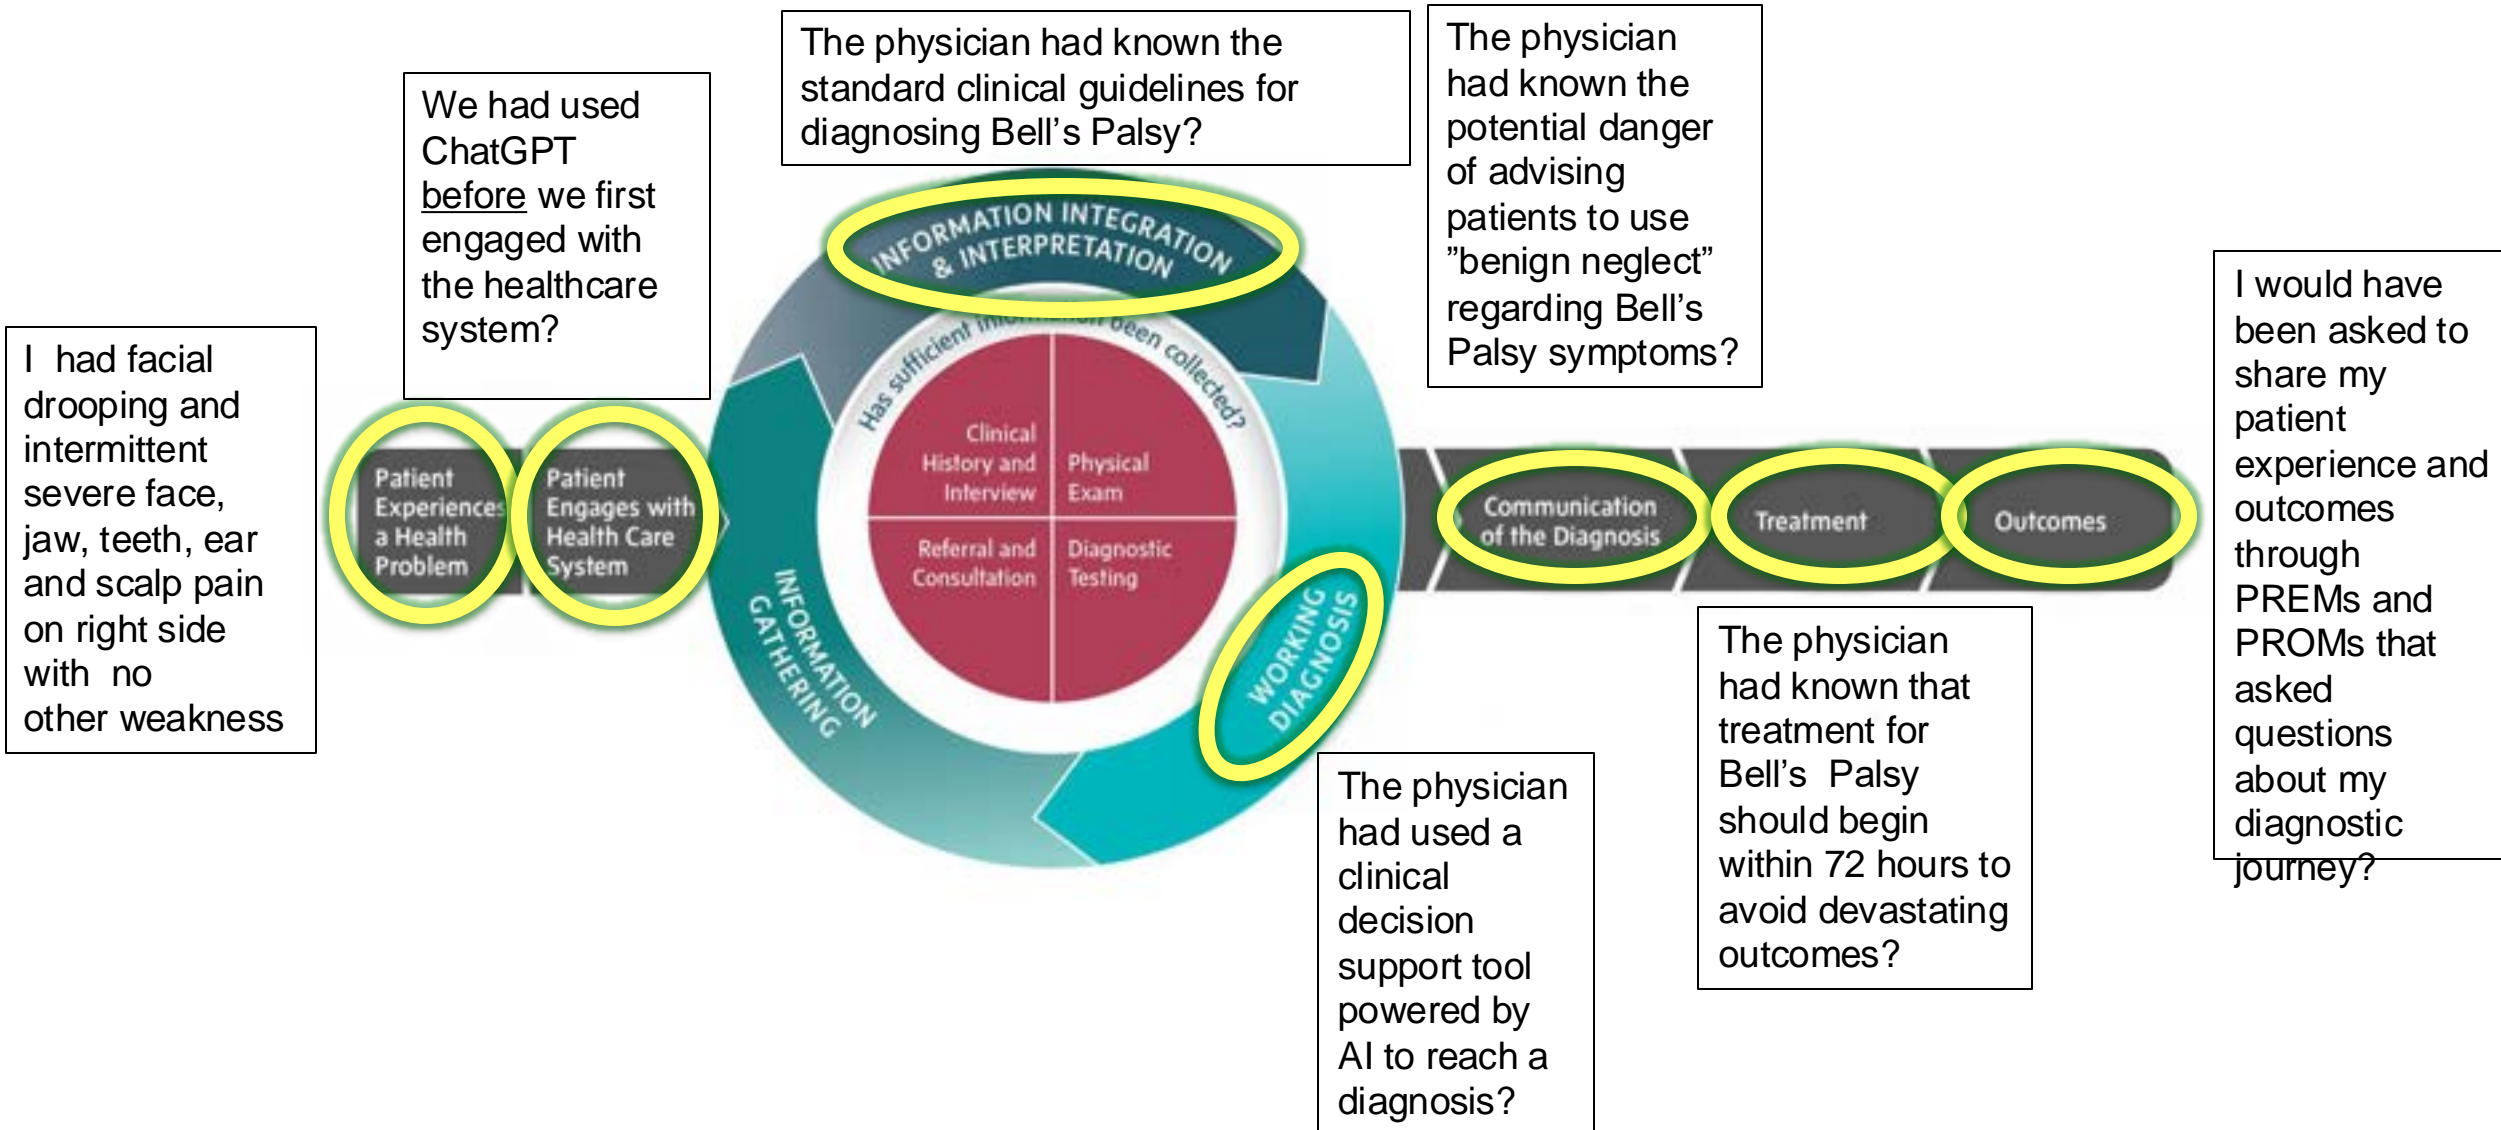 The physician had known the
standard clinical guidelines for
diagnosing Bell’s Palsy?
The physician
had known the
potential danger
of advising
patients to use
”benign neglect”
regarding Bell’s
Palsy symptoms?
We had used
ChatGPT
before we first
engaged with
the healthcare
system?
I had facial
drooping and
intermittent
severe face,
jaw, teeth, ear
and scalp pain
on right side
with no
other weakness
I would have
been asked to
share my
patient
experience and
outcomes
through
PREMs and
PROMs that
asked
questions
about my
diagnostic
journey?
Patient
Experiences
a Health
Problem
Patient
Engages with
Health Care
System
INFORMATION INTEGRATION
& INTERPRETATION
Has sufficient information been collected?
Clinical
History and
Interview
Physical
Exam
Referral and
Consultation
Diagnostic
Testing
INFORMATION
GATHERING
WORKING
DIAGNOSIS
Communication
of the Diagnosis
Treatment
Outcomes
The physician
had used a
clinical
decision
support tool
powered by
AI to reach a
diagnosis?
The physician
had known that
treatment for
Bell’s Palsy
should begin
within 72 hours to
avoid devastating
outcomes?